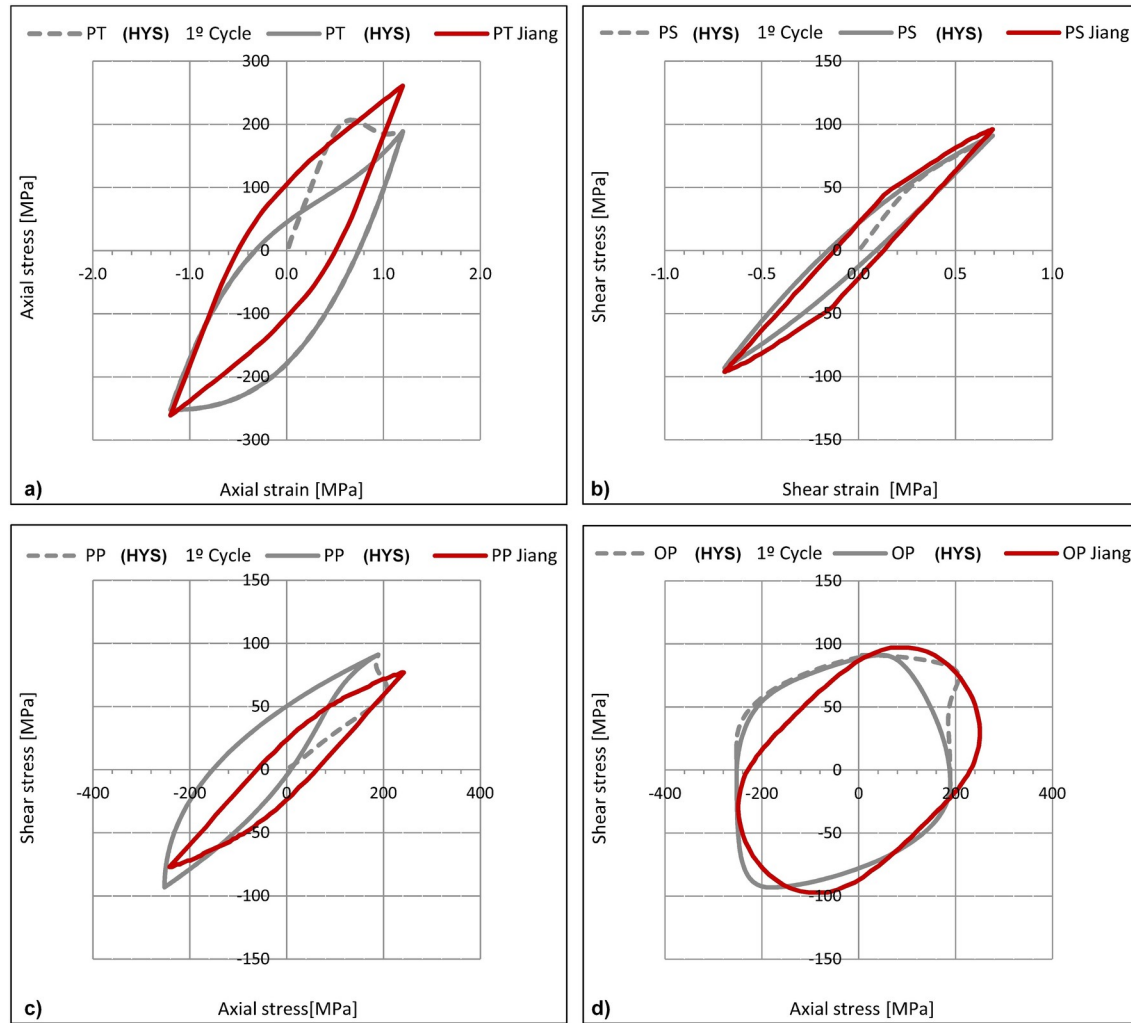 PT (HYS) 1º Cycle PT (HYS) PT Jiang
300
200
100
0
-100
-200
-300
-2.0 -1.0 0.0 1.0 2.0
Axial stress [MPa]
Axial strain [MPa]
a)
PS (HYS) 1º Cycle PS (HYS) PS Jiang
150
100
50
0
-50
-100
-150
-1.0 -0.5 0.0 0.5 1.0
Shear stress [MPa]
Shear strain [MPa]
b)
PP (HYS) 1º Cycle PP (HYS) PP Jiang
150
100
50
0
-50
-100
-150
-400 -200 0 200 400
Shear stress [MPa]
Axial stress[MPa]
c)
OP (HYS) 1º Cycle OP (HYS) OP Jiang
150
100
50
0
-50
-100
-150
-400 -200 0 200 400
Shear stress [MPa]
Axial stress [MPa]
d)